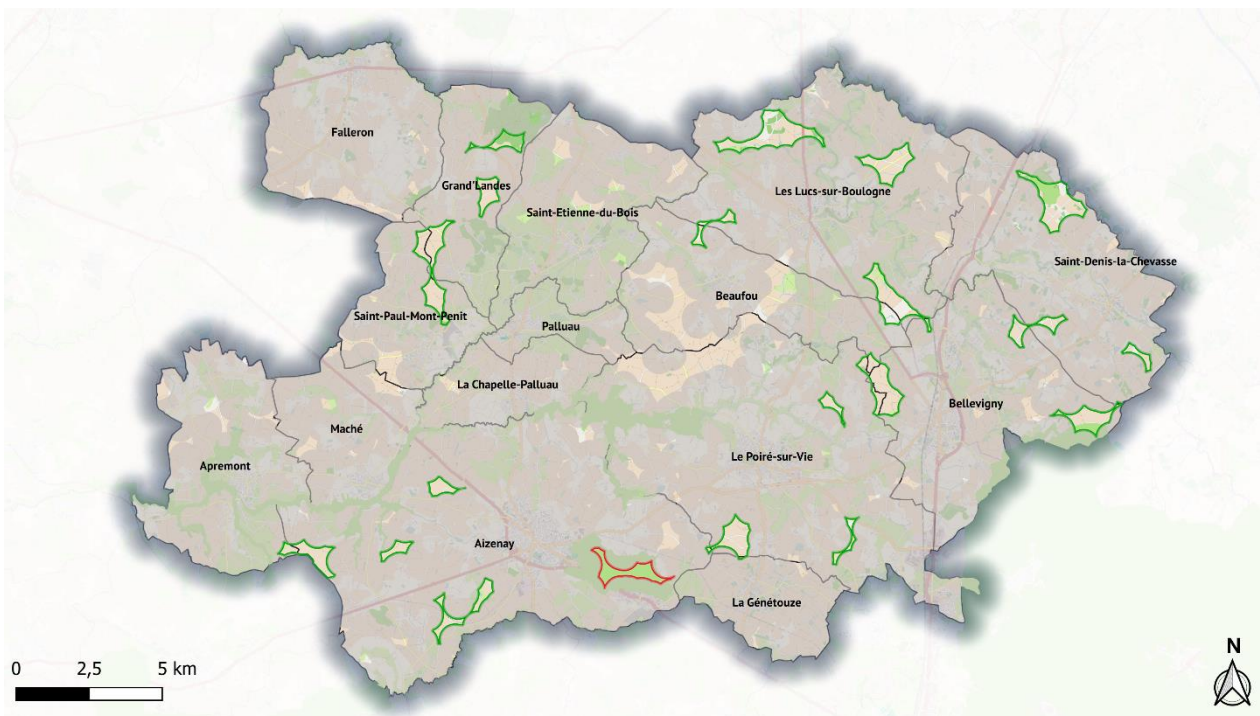 Falleron
Grand'Landes
Les Lucs-sur-Boulogne
Saint-Etienne-du-Bois
Saint-Denis-la-Chevasse
Beaufou
Saint-Paul-Mont-Penit
Palluau
La Chapelle-Palluau
Bellevigny
Maché
Le Poiré-sur-Vie
Apremont
Aizenay
La Génétouze
N
0 2,5 5 km